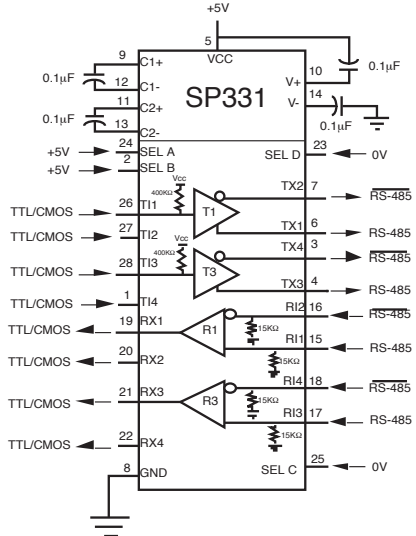 +5V
5
VCC
9
C1+
0.1µF
12
C1-
11
C2+
0.1µF
13
C2-
SP331
10
V+
0.1µF
14
V-
0.1µF
+5V
24
SEL A
+5V
2
SEL B
23
SEL D
0V
Vcc
400KΩ
TTL/CMOS
26
TI1
T1
TX2
7
RS-485
TX1
6
RS-485
TTL/CMOS
27
TI2
Vcc
400KΩ
TTL/CMOS
28
TI3
T3
TX4
3
RS-485
TX3
4
RS-485
TTL/CMOS
1
TI4
TTL/CMOS
19
RX1
R1
RI2
16
RS-485
15KΩ
RI1
15
RS-485
15KΩ
TTL/CMOS
20
RX2
TTL/CMOS
21
RX3
R3
RI4
18
RS-485
15KΩ
RI3
17
RS-485
15KΩ
TTL/CMOS
22
RX4
8
GND
SEL C
25
0V